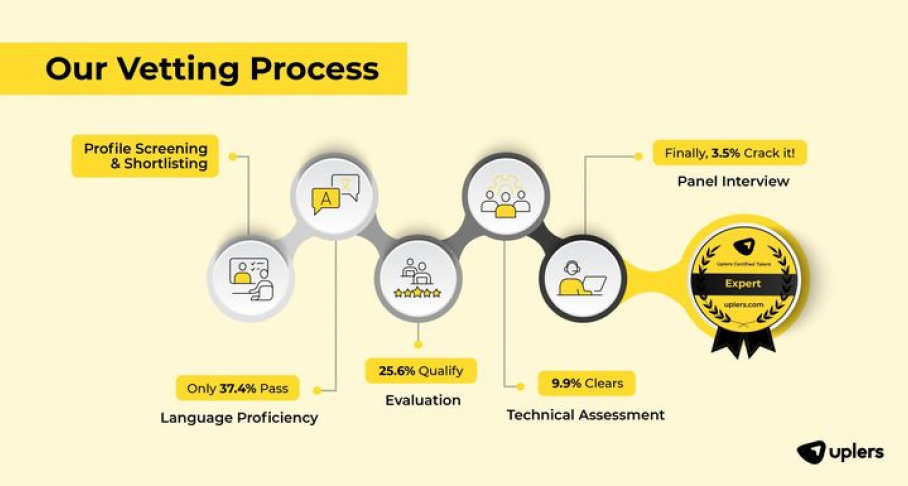 Our Vetting Process
Profile Screening
& Shortlisting
A
Only 37.4% Pass
Language Proficiency
25.6% Qualify
Evaluation
9.9% Clears
Technical Assessment
Finally, 3.5% Crack it!
Panel Interview
Uplers Certified Talent
Expert
uplers.com
uplers